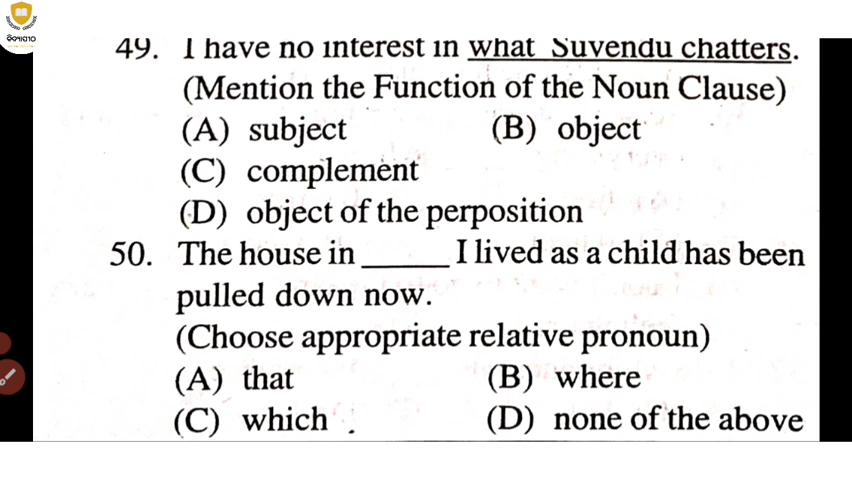 ଚଳଘରୀଠ
49. I have no interest in what Suvendu chatters.
(Mention the Function of the Noun Clause)
(A) subject (B) object
(C) complement
(D) object of the perposition
50. The house in ______ I lived as a child has been
pulled down now.
(Choose appropriate relative pronoun)
(A) that (B) where
(C) which . (D) none of the above